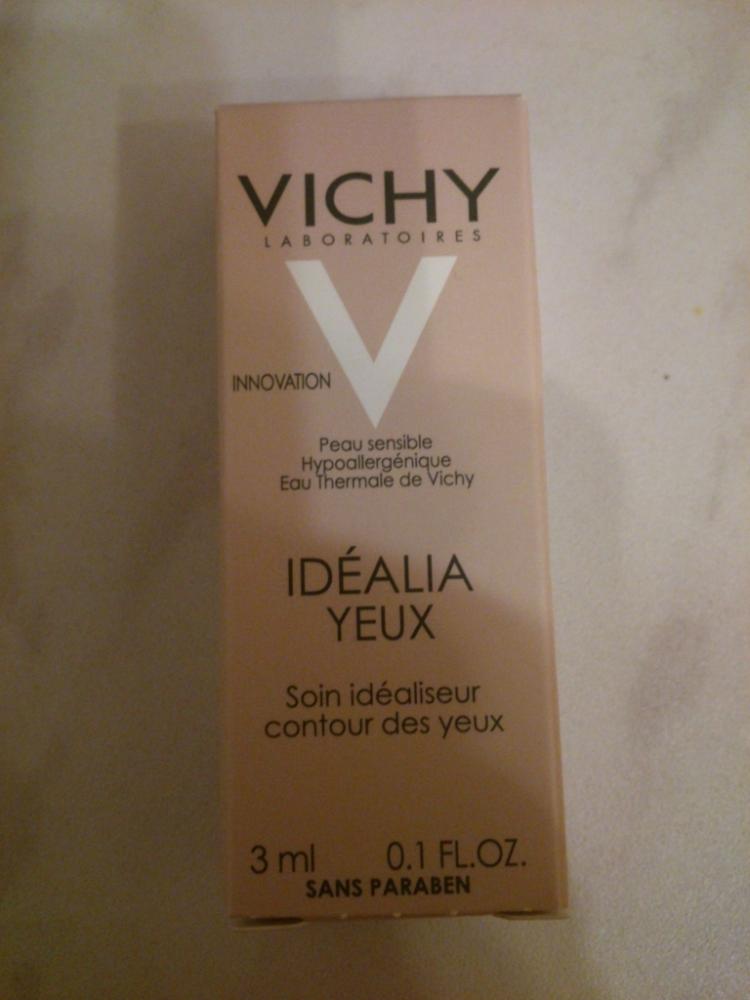 VICHY
LABORATOIRES
V
INNOVATION
Peau sensible
Hypoallergénique
Eau Thermale de Vichy
IDÉALIA
YEUX
Soin idéaliseur
contour des yeux
3 ml 0.1 FL.OZ.
SANS PARABEN